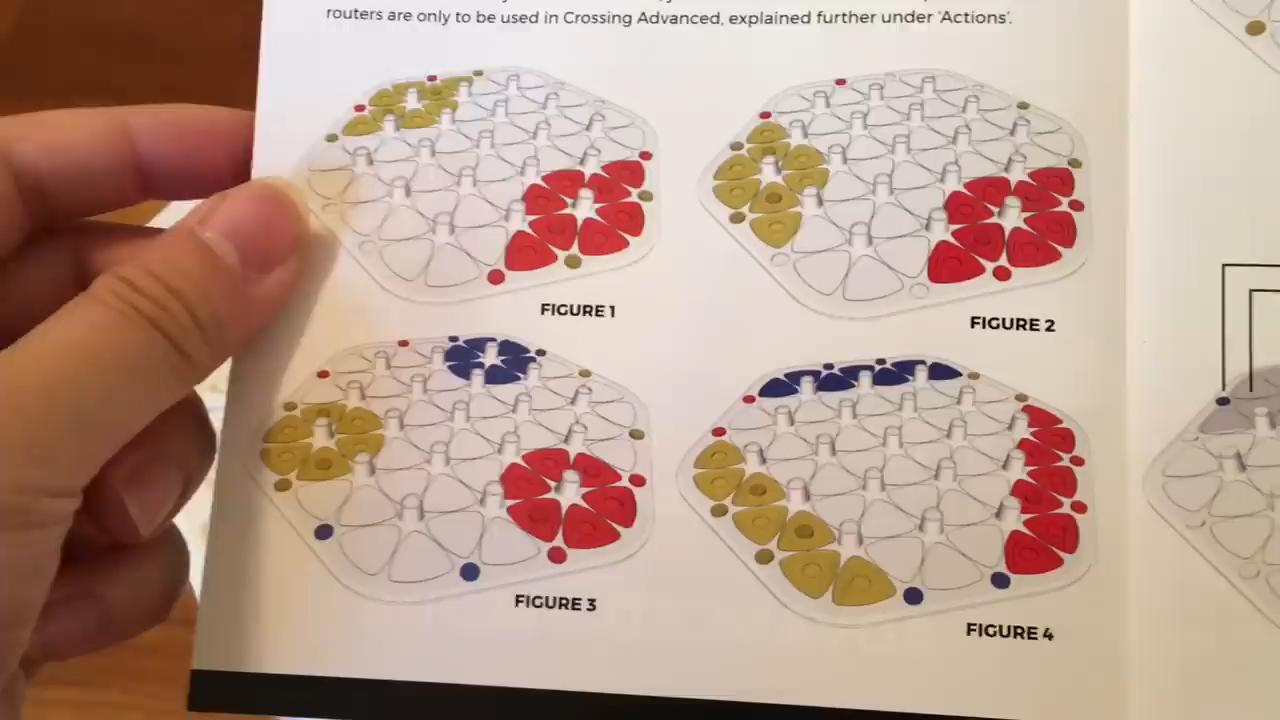 routers are only to be used in Crossing Advanced, explained further under 'Actions'.
FIGURE 1
FIGURE 2
FIGURE 3
FIGURE 4